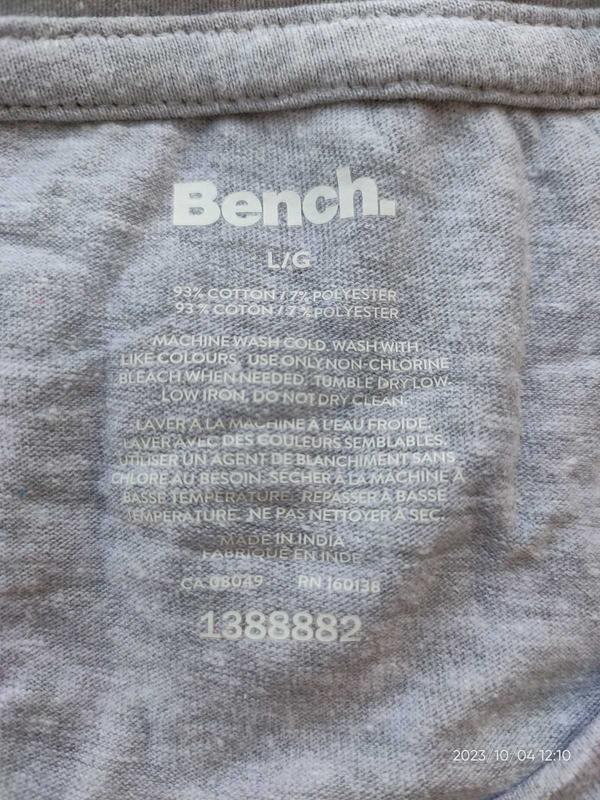 Bench.
L/G
93% COTTON / 7% POLYESTER
93 % COTON / 7 % POLYESTER
MACHINE WASH COLD. WASH WITH
LIKE COLOURS. USE ONLY NON-CHLORINE
BLEACH WHEN NEEDED. TUMBLE DRY LOW.
LOW IRON, DO NOT DRY CLEAN.
LAVER À LA MACHINE À L'EAU FROIDE.
LAVER AVEC DES COULEURS SEMBLABLES.
UTILISER UN AGENT DE BLANCHIMENT SANS
CHLORE AU BESOIN. SÉCHER À LA MACHINE À
BASSE TEMPÉRATURE. REPASSER À BASSE
TEMPÉRATURE. NE PAS NETTOYER À SEC.
MADE IN INDIA
FABRIQUÉ EN INDE
CA 08049 RN 160138
1388882
2023/10/04 12:10